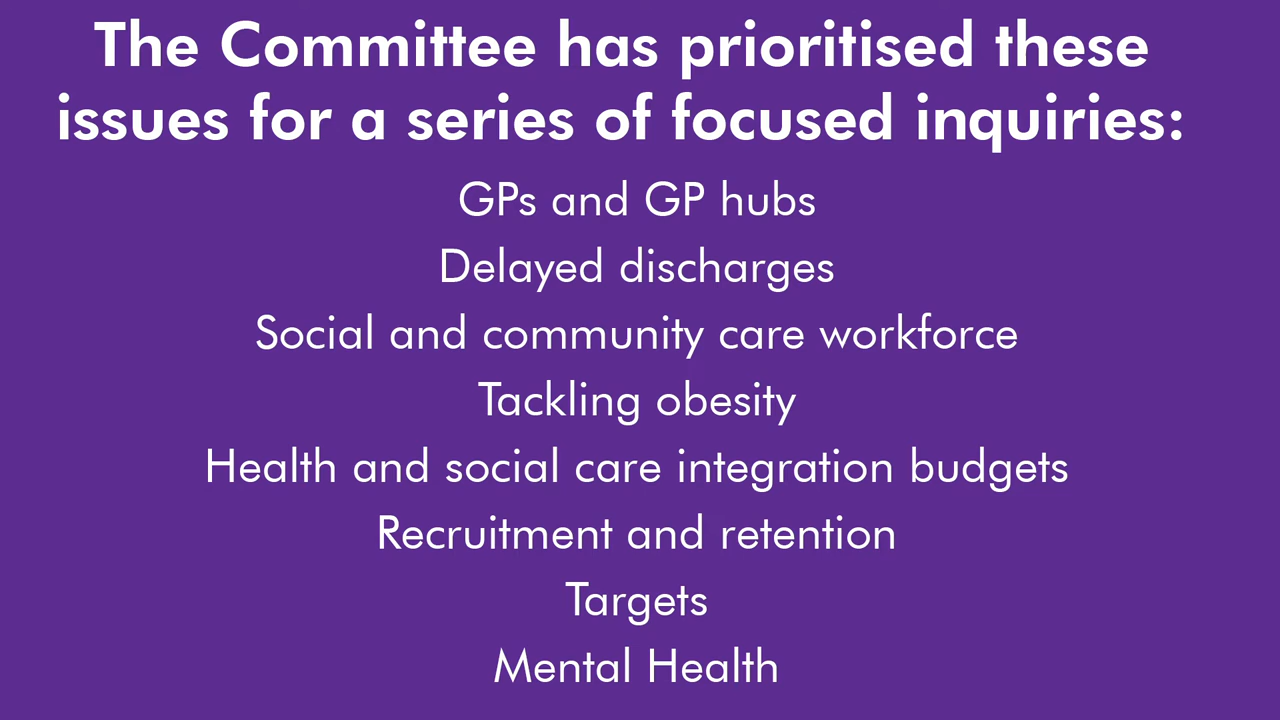 The Committee has prioritised these
issues for a series of focused inquiries:
GPs and GP hubs
Delayed discharges
Social and community care workforce
Tackling obesity
Health and social care integration budgets
Recruitment and retention
Targets
Mental Health